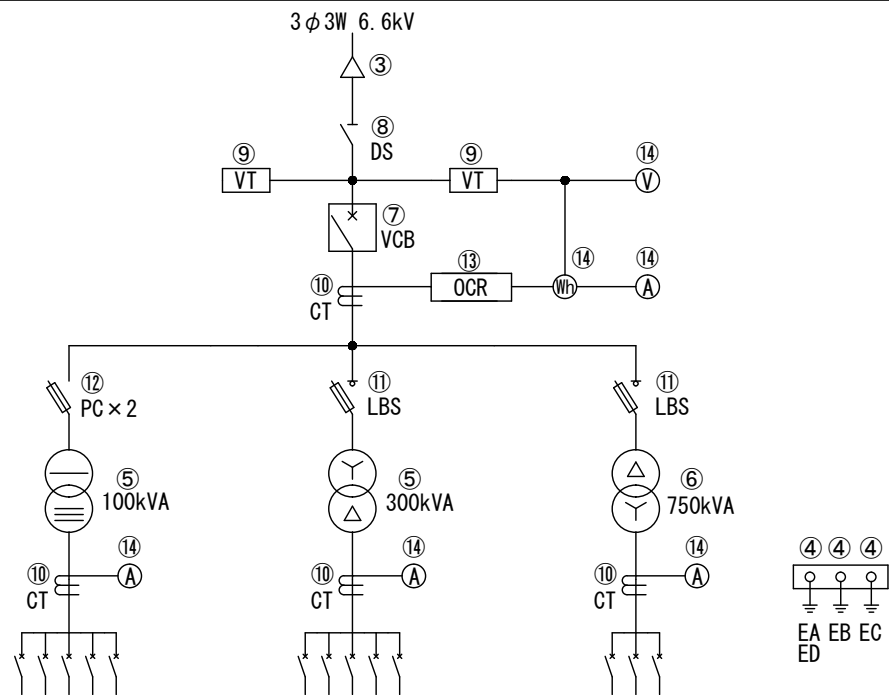 3φ3W 6.6kV
③
⑧
DS
⑨
VT
⑨
VT
⑭
V
⑦
VCB
⑩
CT
⑬
OCR
⑭
Wh
⑭
A
⑫
PC×2
⑪
LBS
⑪
LBS
⑤
100kVA
⑤
300kVA
⑥
750kVA
⑩
CT
⑭
A
⑩
CT
⑭
A
⑩
CT
⑭
A
④ ④ ④
EA EB EC
ED